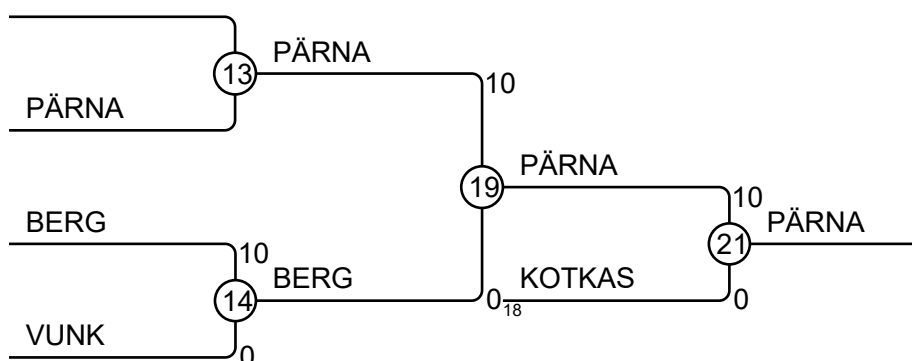 PÄRNA
13
10
PÄRNA
PÄRNA
19
10
BERG
PÄRNA
10
21
BERG
KOTKAS
14
0
18
0
VUNK
0